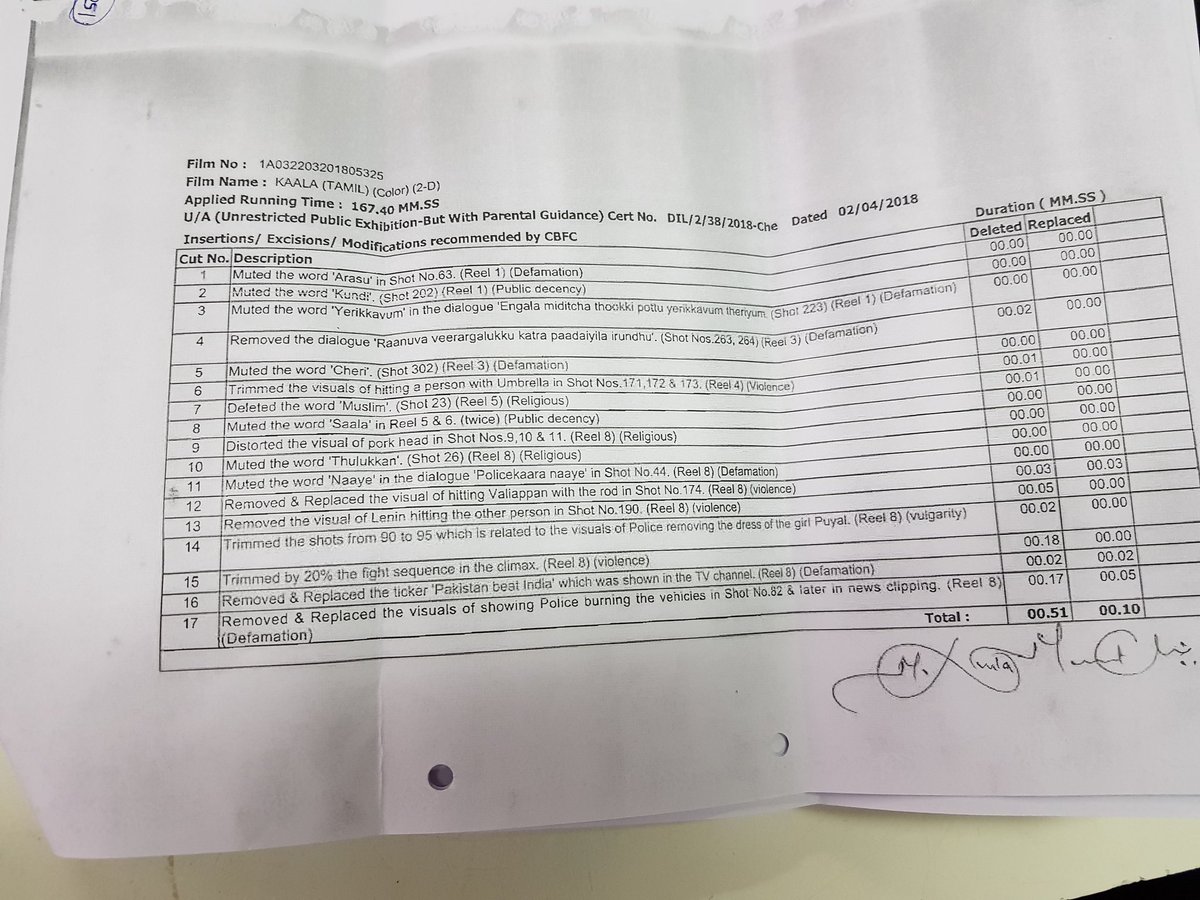 051
Film No : 1A032203201805325
Film Name : KAALA (TAMIL) (Color) (2-D)
Applied Running Time : 167.40 MM.SS
U/A (Unrestricted Public Exhibition-But With Parental Guidance) Cert No. DIL/2/38/2018-Che Dated 02/04/2018
Insertions/ Excisions/ Modifications recommended by CBFC Duration ( MM.SS )
Cut No. Description Deleted Replaced
1 Muted the word 'Arasu' in Shot No.63. (Reel 1) (Defamation) 00.00 00.00
2 Muted the word 'Kundi'. (Shot 202) (Reel 1) (Public decency) 00.00 00.00
3 Muted the word 'Yerikkavum' in the dialogue 'Engala miditcha thookki pottu yerikkavum theriyum. (Shot 223) (Reel 1) (Defamation) 00.00 00.00
4 Removed the dialogue 'Raanuva veerargalukku katra paadaiyila irundhu'. (Shot Nos.263, 264) (Reel 3) (Defamation) 00.02 00.00
5 Muted the word 'Cheri'. (Shot 302) (Reel 3) (Defamation) 00.00 00.00
6 Trimmed the visuals of hitting a person with Umbrella in Shot Nos.171,172 & 173. (Reel 4) (Violence) 00.01 00.00
7 Deleted the word 'Muslim'. (Shot 23) (Reel 5) (Religious) 00.01 00.00
8 Muted the word 'Saala' in Reel 5 & 6. (twice) (Public decency) 00.00 00.00
9 Distorted the visual of pork head in Shot Nos.9,10 & 11. (Reel 8) (Religious) 00.00 00.00
10 Muted the word 'Thulukkan'. (Shot 26) (Reel 8) (Religious) 00.00 00.00
11 Muted the word 'Naaye' in the dialogue 'Policekaara naaye' in Shot No.44. (Reel 8) (Defamation) 00.00 00.00
12 Removed & Replaced the visual of hitting Valiappan with the rod in Shot No.174. (Reel 8) (violence) 00.03 00.03
13 Removed the visual of Lenin hitting the other person in Shot No.190. (Reel 8) (violence) 00.05 00.00
14 Trimmed the shots from 90 to 95 which is related to the visuals of Police removing the dress of the girl Puyal. (Reel 8) (vulgarity) 00.02 00.00
15 Trimmed by 20% the fight sequence in the climax. (Reel 8) (violence) 00.18 00.00
16 Removed & Replaced the ticker 'Pakistan beat India' which was shown in the TV channel. (Reel 8) (Defamation) 00.02 00.02
17 Removed & Replaced the visuals of showing Police burning the vehicles in Shot No.82 & later in news clipping. (Reel 8) 00.17 00.05
(Defamation)
Total : 00.51 00.10